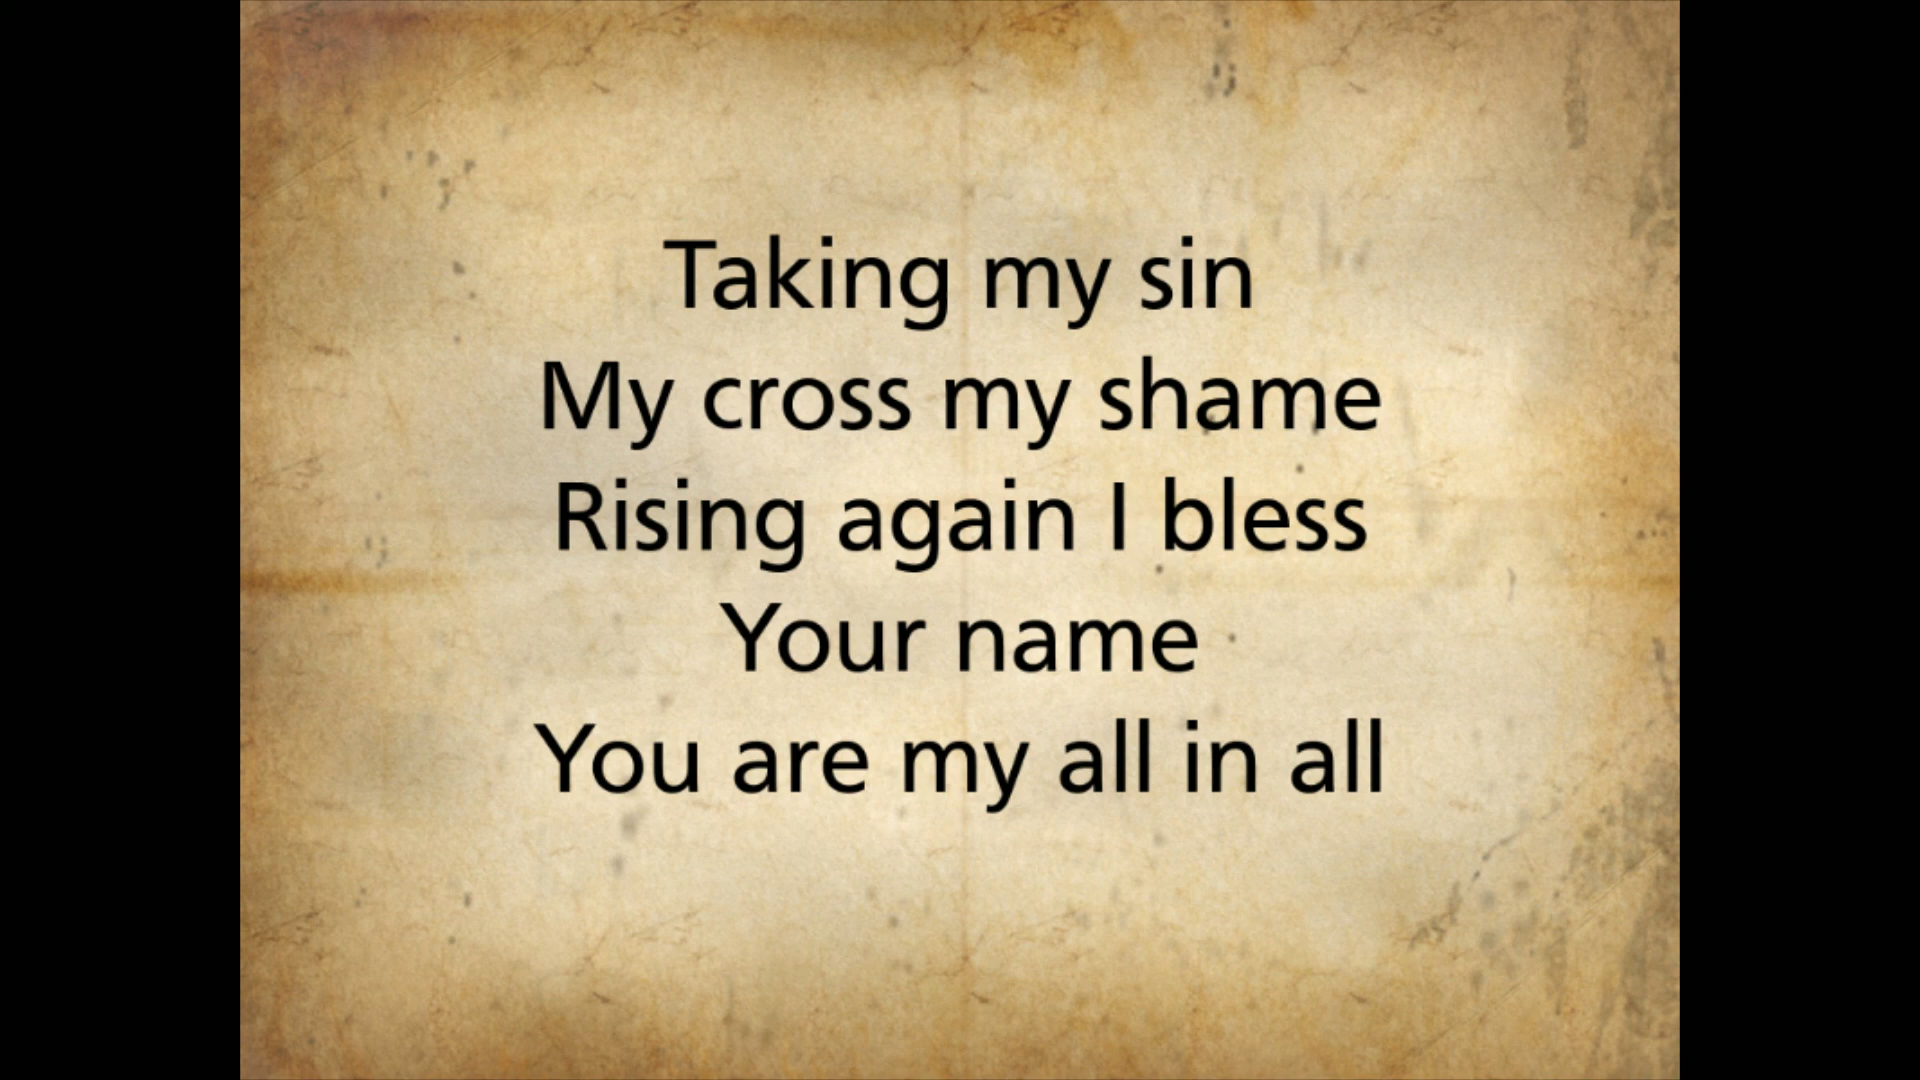 Taking my sin
My cross my shame
Rising again I bless
Your name
You are my all in all